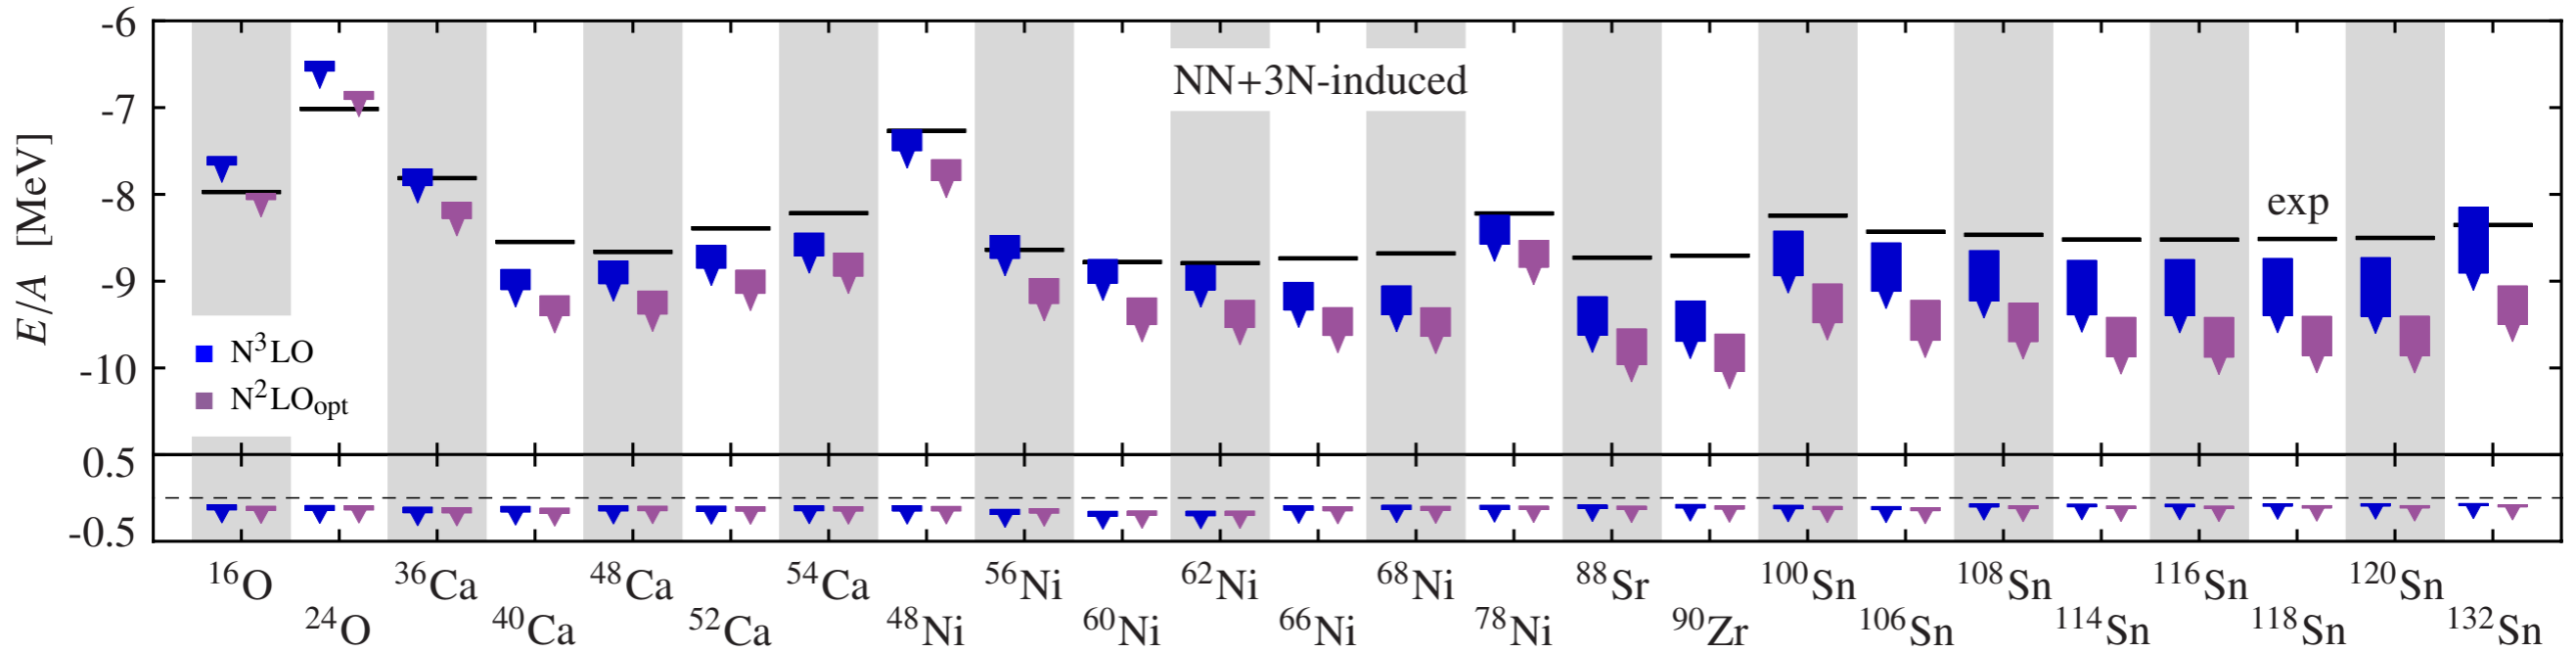 -6
NN+3N-induced
-7
-8
exp
-9
E/A [MeV]
N³LO
-10
N²LOopt
0.5
-0.5
¹⁶O ³⁶Ca ⁴⁸Ca ⁵⁴Ca ⁵⁶Ni ⁶²Ni ⁶⁸Ni ⁸⁸Sr ¹⁰⁰Sn ¹⁰⁸Sn ¹¹⁶Sn ¹²⁰Sn
²⁴O ⁴⁰Ca ⁵²Ca ⁴⁸Ni ⁶⁰Ni ⁶⁶Ni ⁷⁸Ni ⁹⁰Zr ¹⁰⁶Sn ¹¹⁴Sn ¹¹⁸Sn ¹³²Sn